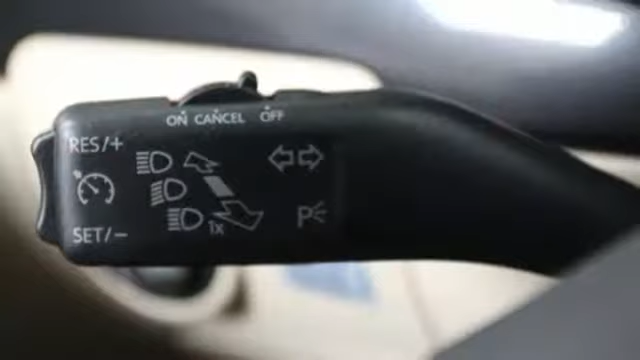 ON CANCEL OFF
RES/+
SET/-
1x
P